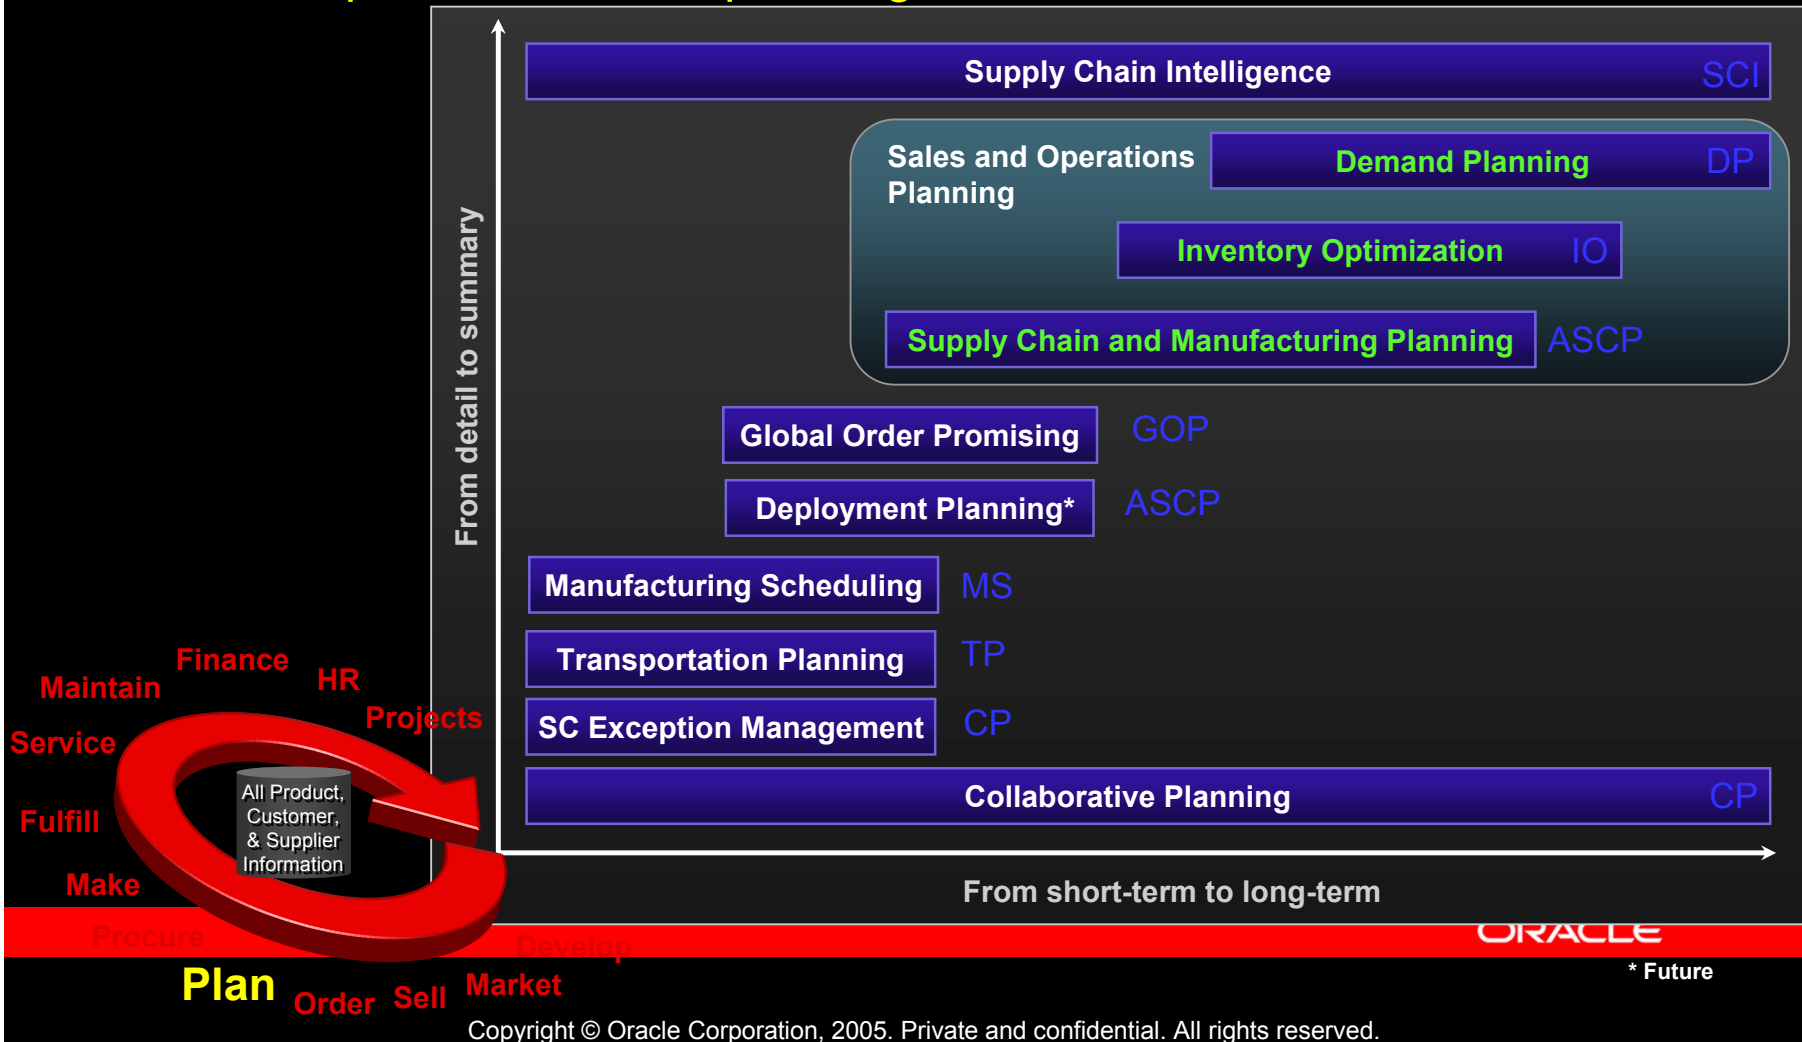 Supply Chain Intelligence SCI
Sales and Operations
Planning
Demand Planning DP
Inventory Optimization IO
Supply Chain and Manufacturing Planning ASCP
Global Order Promising GOP
Deployment Planning* ASCP
Manufacturing Scheduling MS
Transportation Planning TP
SC Exception Management CP
Collaborative Planning CP
From detail to summary
From short-term to long-term
Finance
HR
Maintain
Projects
Service
Fulfill
Make
Procure
Plan
Order
Sell
Market
Develop
All Product,
Customer,
& Supplier
Information
ORACLE
* Future
Copyright © Oracle Corporation, 2005. Private and confidential. All rights reserved.